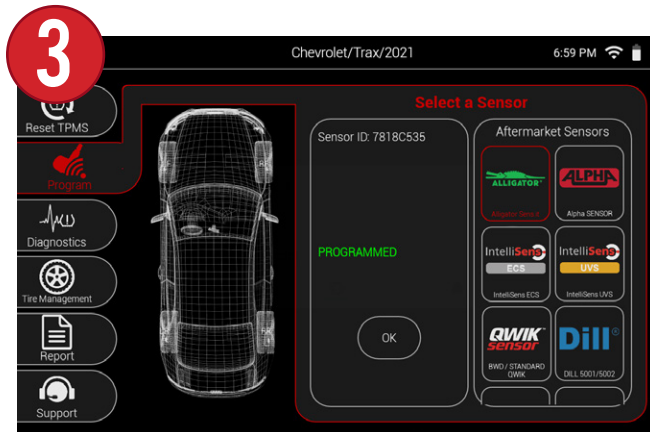 3
Chevrolet/Trax/2021
6:59 PM
Reset TPMS
Program
Diagnostics
Tire Management
Report
Support
Select a Sensor
Sensor ID: 7818C535
PROGRAMMED
OK
Aftermarket Sensors
ALLIGATOR®
Alligator Sens.it
ALPHA
Alpha SENSOR
IntelliSens
ECS
IntelliSens ECS
IntelliSens
UVS
IntelliSens UVS
QWIK
sensor
BWD / STANDARD
QWIK
Dill®
DILL 5001/5002